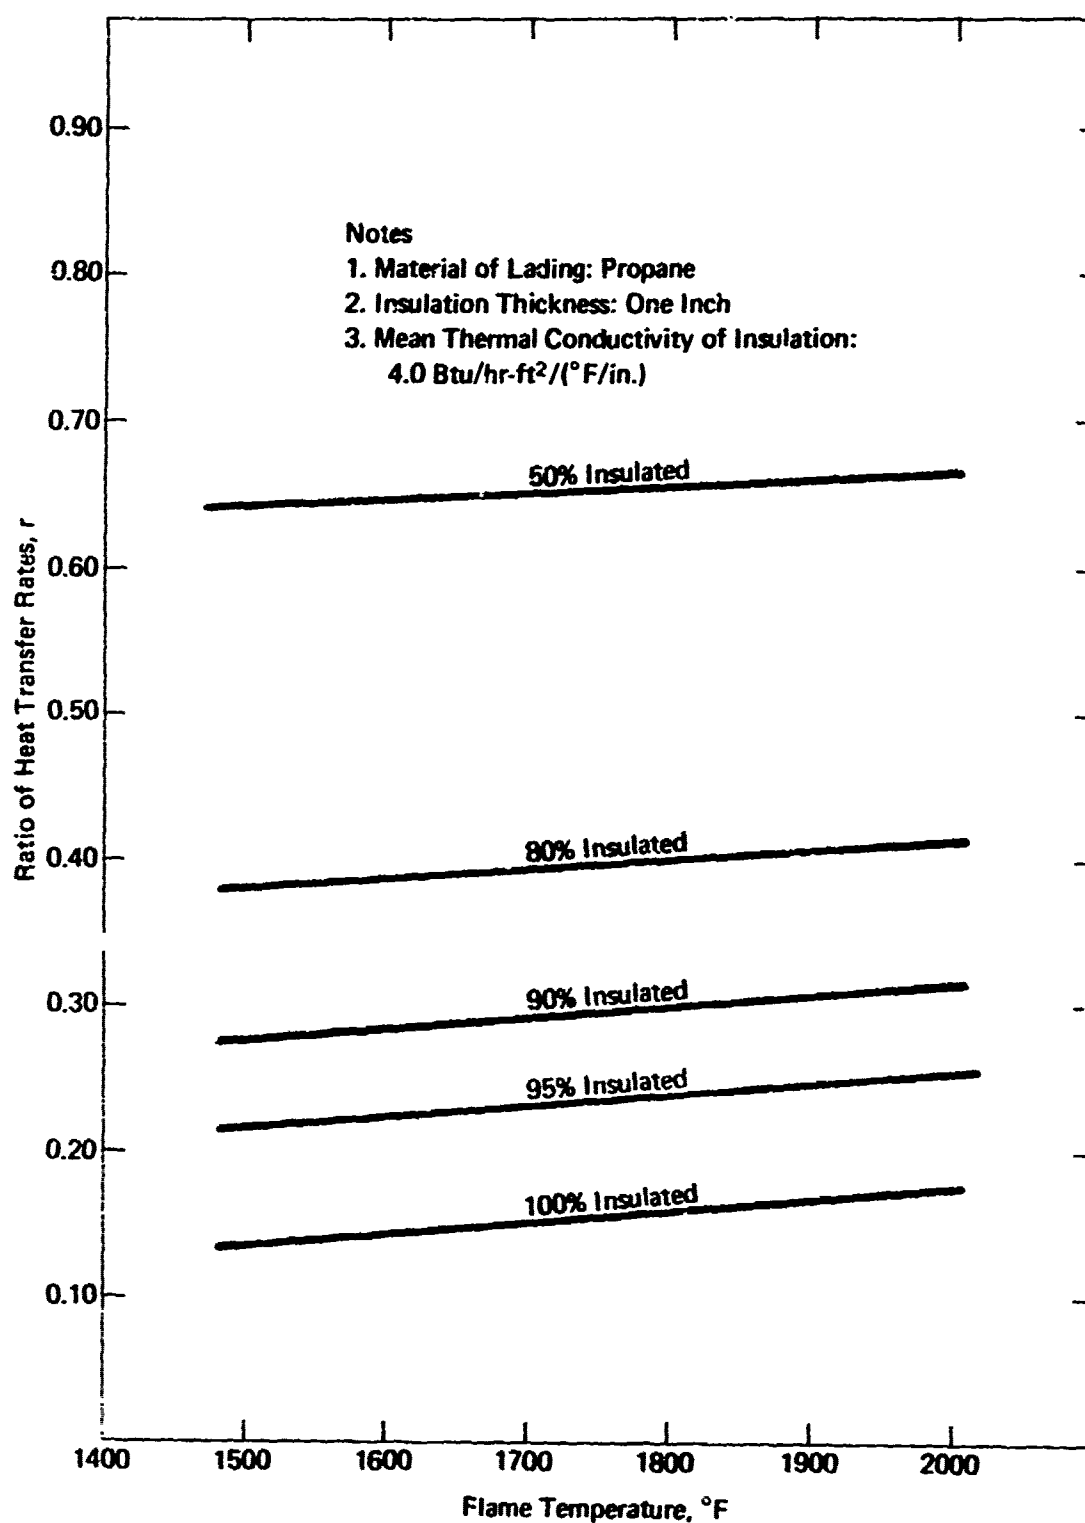 0.90
0.80
0.70
0.60
0.50
0.40
0.30
0.20
0.10
Ratio of Heat Transfer Rates, r
Notes
1. Material of Lading: Propane
2. Insulation Thickness: One Inch
3. Mean Thermal Conductivity of Insulation:
4.0 Btu/hr-ft²/(°F/in.)
50% Insulated
80% Insulated
90% Insulated
95% Insulated
100% Insulated
1400 1500 1600 1700 1800 1900 2000
Flame Temperature, °F